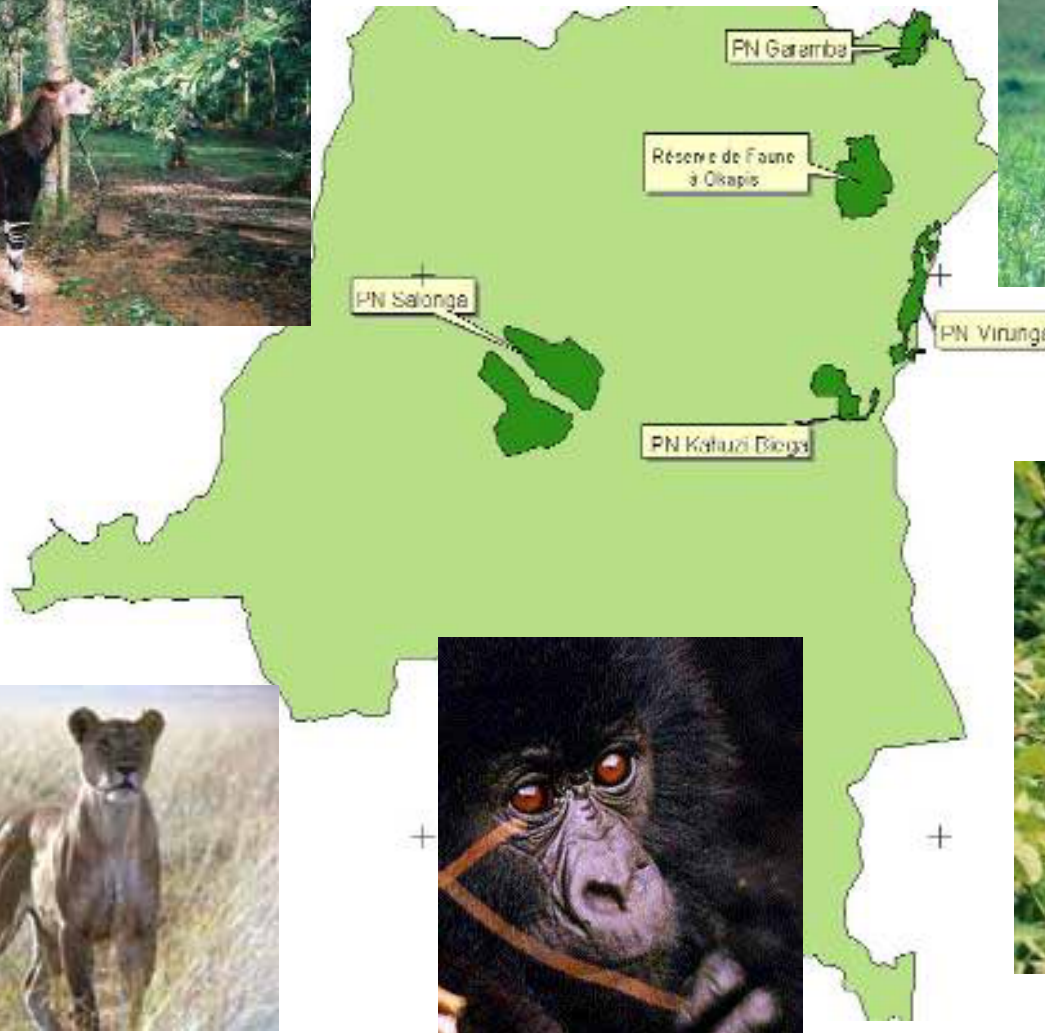 PN Garamba
Réserve de Faune
à Okapis
PN Salonga
PN Virunga
PN Kahuzi Biega